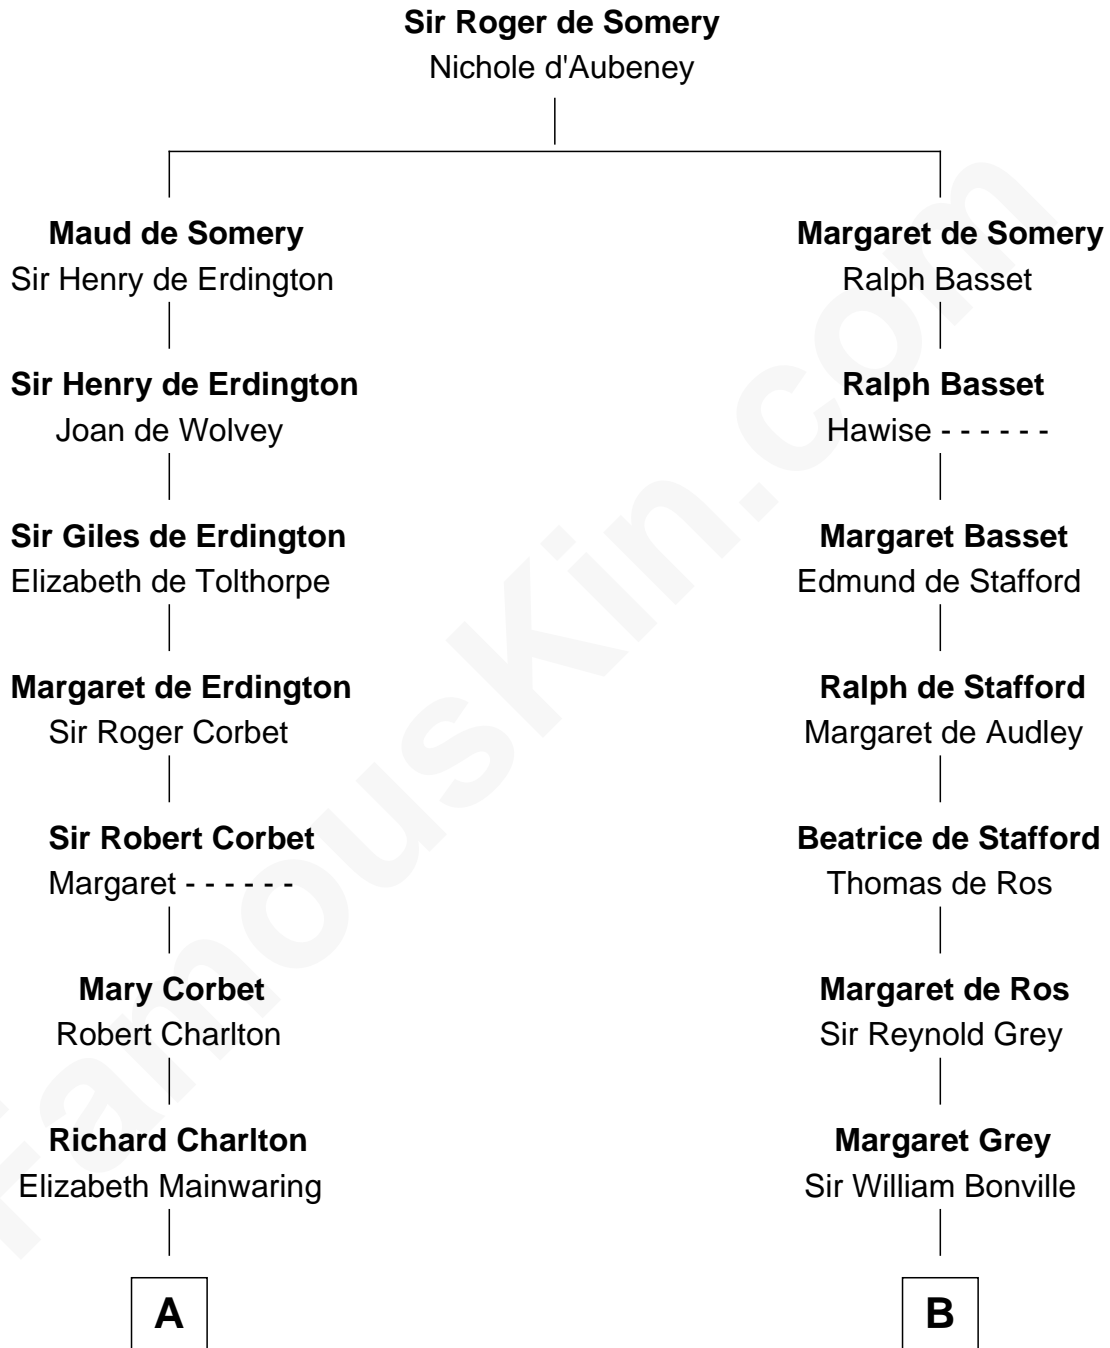 Sir Roger de Somery
Nichole d'Aubeney
Maud de Somery
Sir Henry de Erdington
Sir Henry de Erdington
Joan de Wolvey
Sir Giles de Erdington
Elizabeth de Tolthorpe
Margaret de Erdington
Sir Roger Corbet
Sir Robert Corbet
Margaret - - - - - -
Mary Corbet
Robert Charlton
Richard Charlton
Elizabeth Mainwaring
A
Margaret de Somery
Ralph Basset
Ralph Basset
Hawise - - - - - -
Margaret Basset
Edmund de Stafford
Ralph de Stafford
Margaret de Audley
Beatrice de Stafford
Thomas de Ros
Margaret de Ros
Sir Reynold Grey
Margaret Grey
Sir William Bonville
B
FamousKin.com